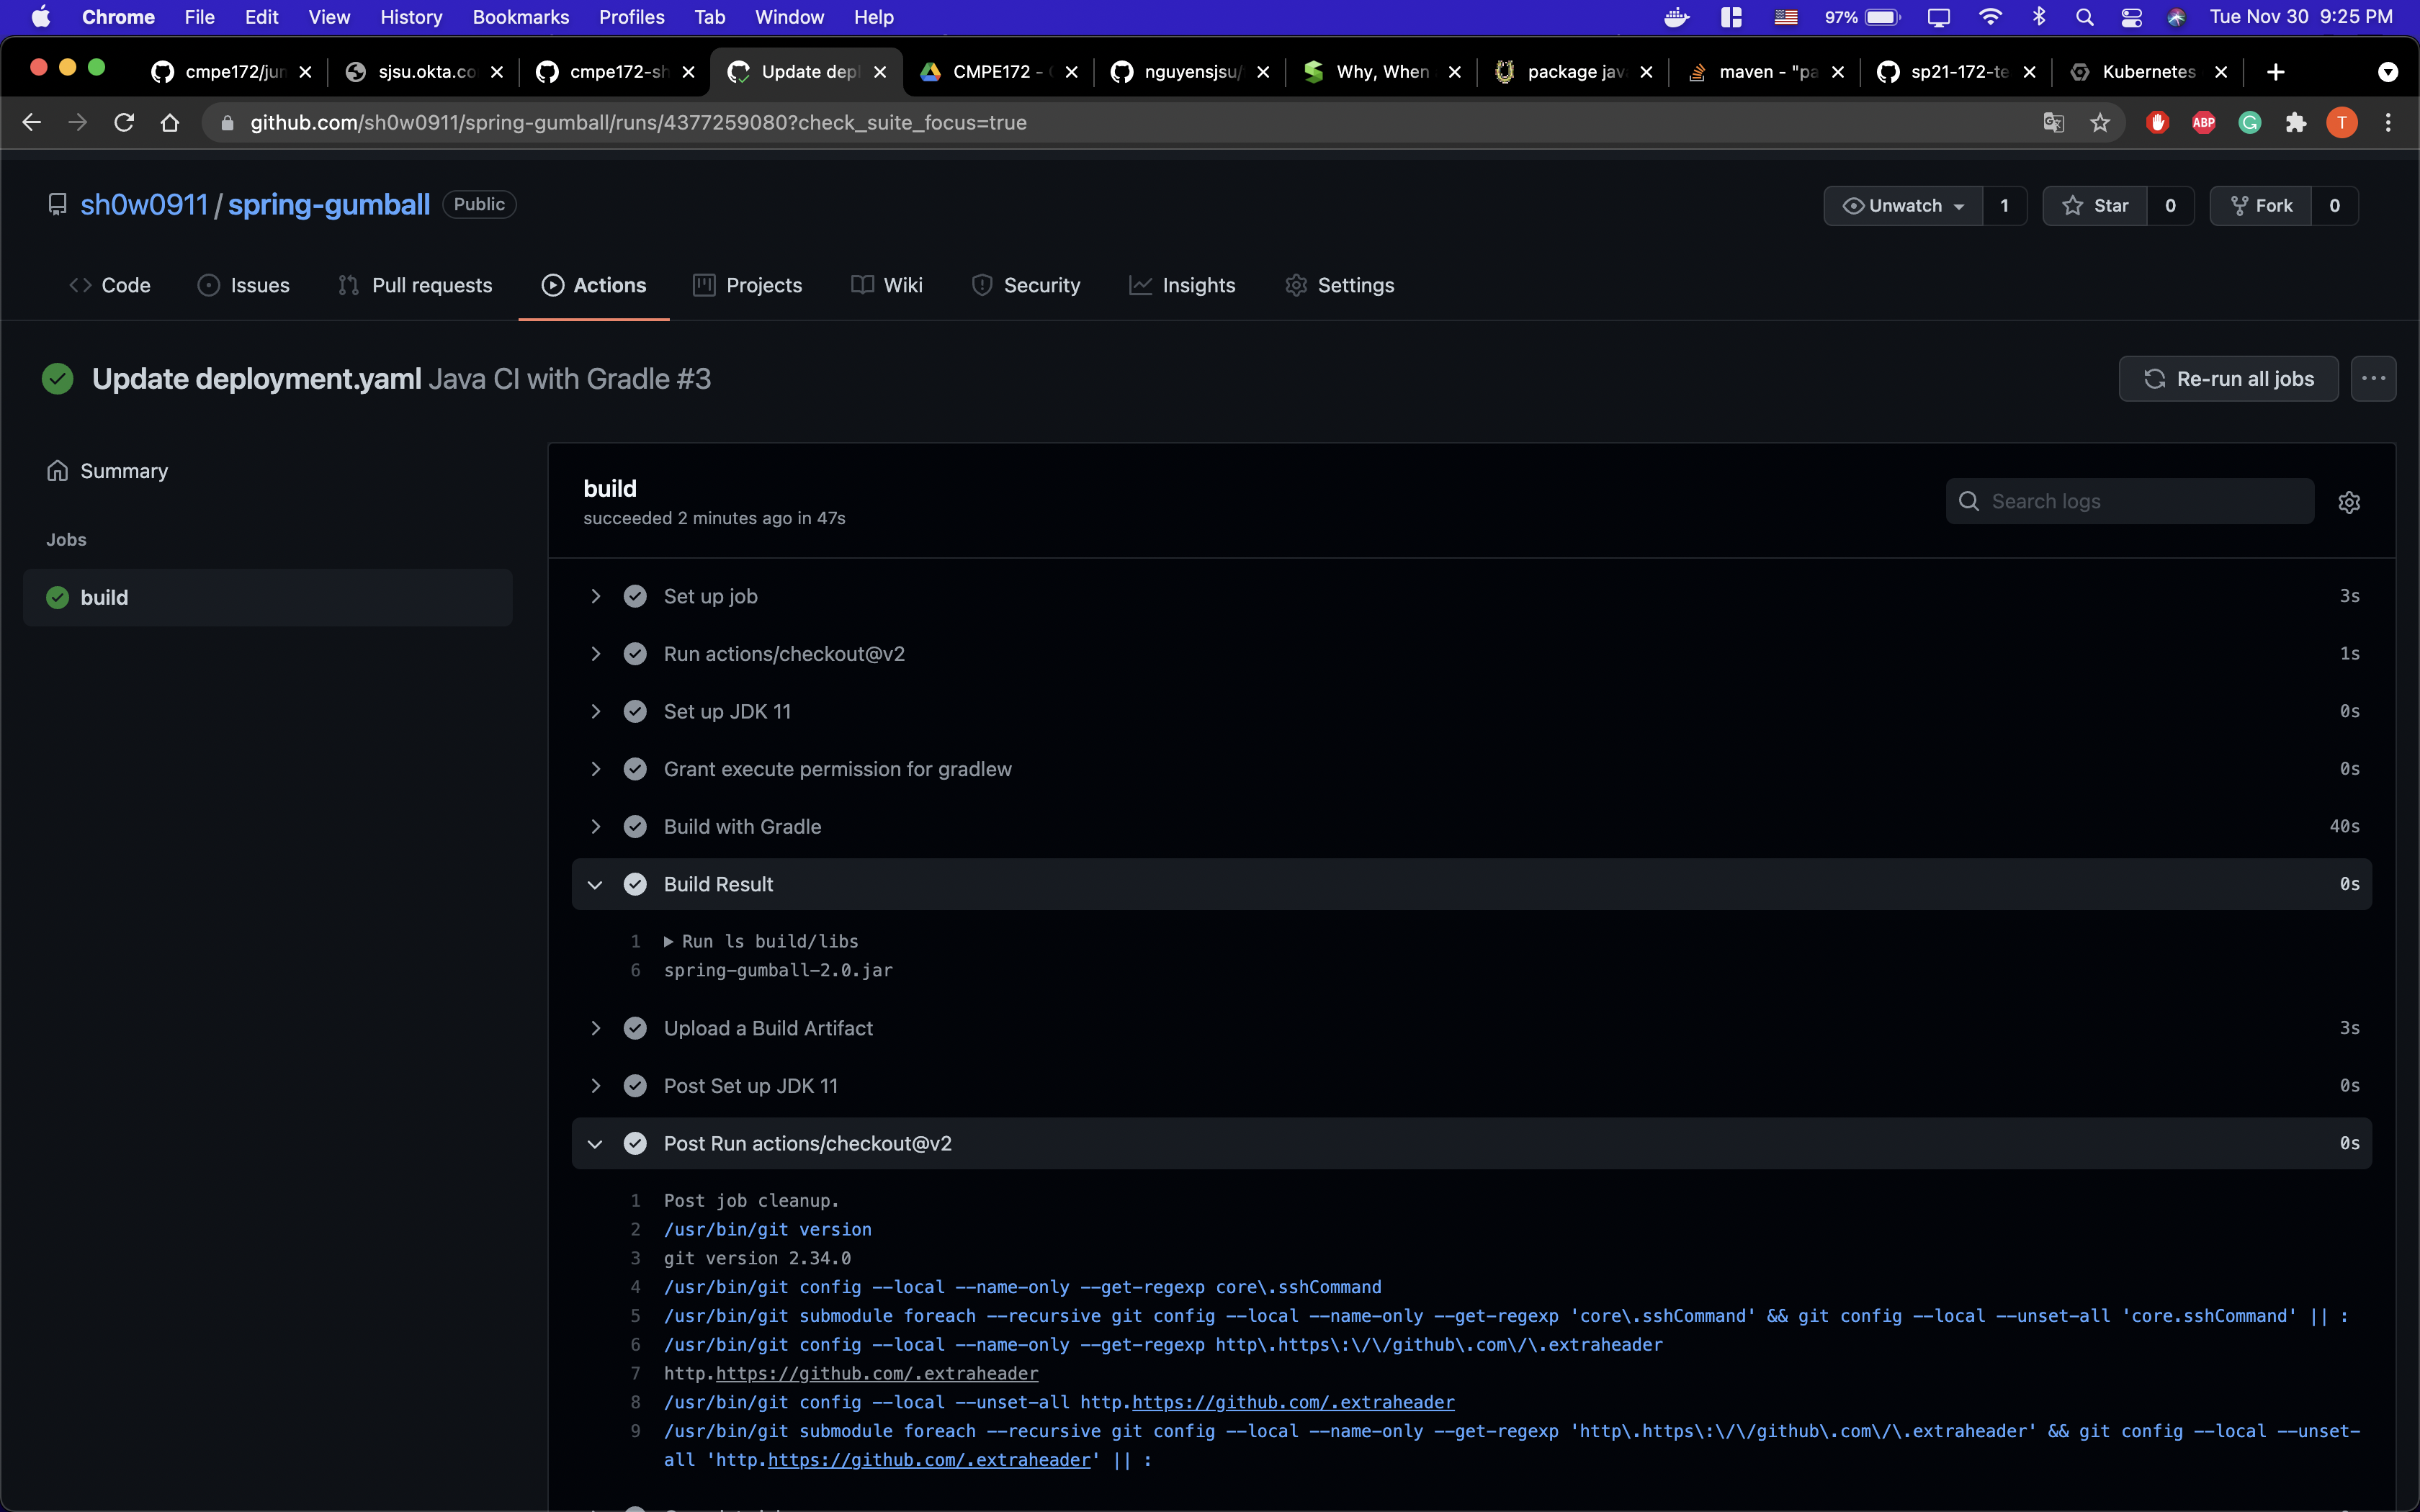 Chrome File Edit View History Bookmarks Profiles Tab Window Help 97% Tue Nov 30 9:25 PM
cmpe172/jun sjsu.okta.co cmpe172-sh Update depl CMPE172 - nguyensjsu/ Why, When package jav maven - "pa sp21-172-te Kubernetes
github.com/sh0w0911/spring-gumball/runs/4377259080?check_suite_focus=true ABP T
sh0w0911 / spring-gumball Public Unwatch 1 Star 0 Fork 0
Code Issues Pull requests Actions Projects Wiki Security Insights Settings
Update deployment.yaml Java CI with Gradle #3 Re-run all jobs
Summary
Jobs
build
build
succeeded 2 minutes ago in 47s
Search logs
Set up job 3s
Run actions/checkout@v2 1s
Set up JDK 11 0s
Grant execute permission for gradlew 0s
Build with Gradle 40s
Build Result 0s
1 Run ls build/libs
6 spring-gumball-2.0.jar
Upload a Build Artifact 3s
Post Set up JDK 11 0s
Post Run actions/checkout@v2 0s
1 Post job cleanup.
2 /usr/bin/git version
3 git version 2.34.0
4 /usr/bin/git config --local --name-only --get-regexp core\.sshCommand
5 /usr/bin/git submodule foreach --recursive git config --local --name-only --get-regexp 'core\.sshCommand' && git config --local --unset-all 'core.sshCommand' || :
6 /usr/bin/git config --local --name-only --get-regexp http\.https\:\/\/github\.com\/\.extraheader
7 http.https://github.com/.extraheader
8 /usr/bin/git config --local --unset-all http.https://github.com/.extraheader
9 /usr/bin/git submodule foreach --recursive git config --local --name-only --get-regexp 'http\.https\:\/\/github\.com\/\.extraheader' && git config --local --unset-
all 'http.https://github.com/.extraheader' || :